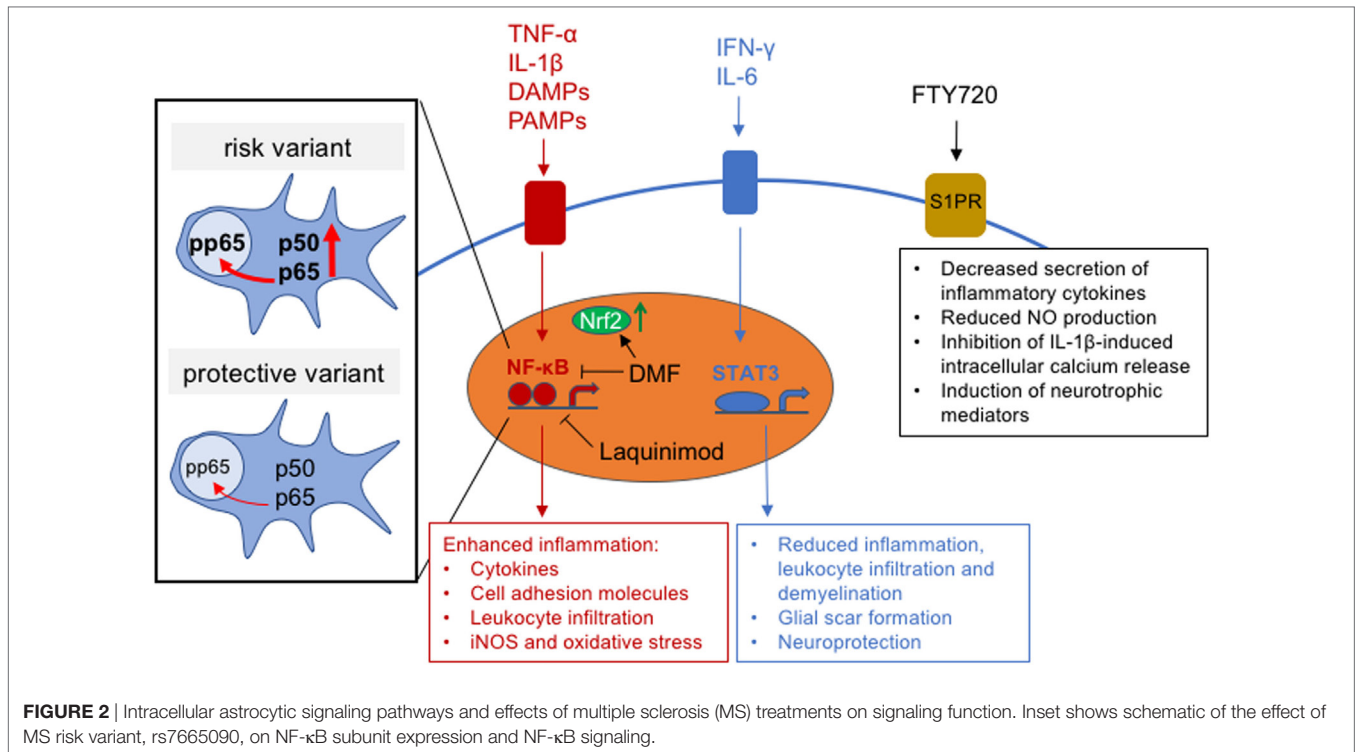 TNF-α
IL-1β
DAMPs
PAMPs
IFN-γ
IL-6
FTY720
S1PR
risk variant
pp65
p50
p65
protective variant
pp65
p50
p65
Nrf2
NF-κB
DMF
STAT3
Laquinimod
• Decreased secretion of
inflammatory cytokines
• Reduced NO production
• Inhibition of IL-1β-induced
intracellular calcium release
• Induction of neurotrophic
mediators
Enhanced inflammation:
• Cytokines
• Cell adhesion molecules
• Leukocyte infiltration
• iNOS and oxidative stress
• Reduced inflammation,
leukocyte infiltration and
demyelination
• Glial scar formation
• Neuroprotection
FIGURE 2 | Intracellular astrocytic signaling pathways and effects of multiple sclerosis (MS) treatments on signaling function. Inset shows schematic of the effect of
MS risk variant, rs7665090, on NF-κB subunit expression and NF-κB signaling.